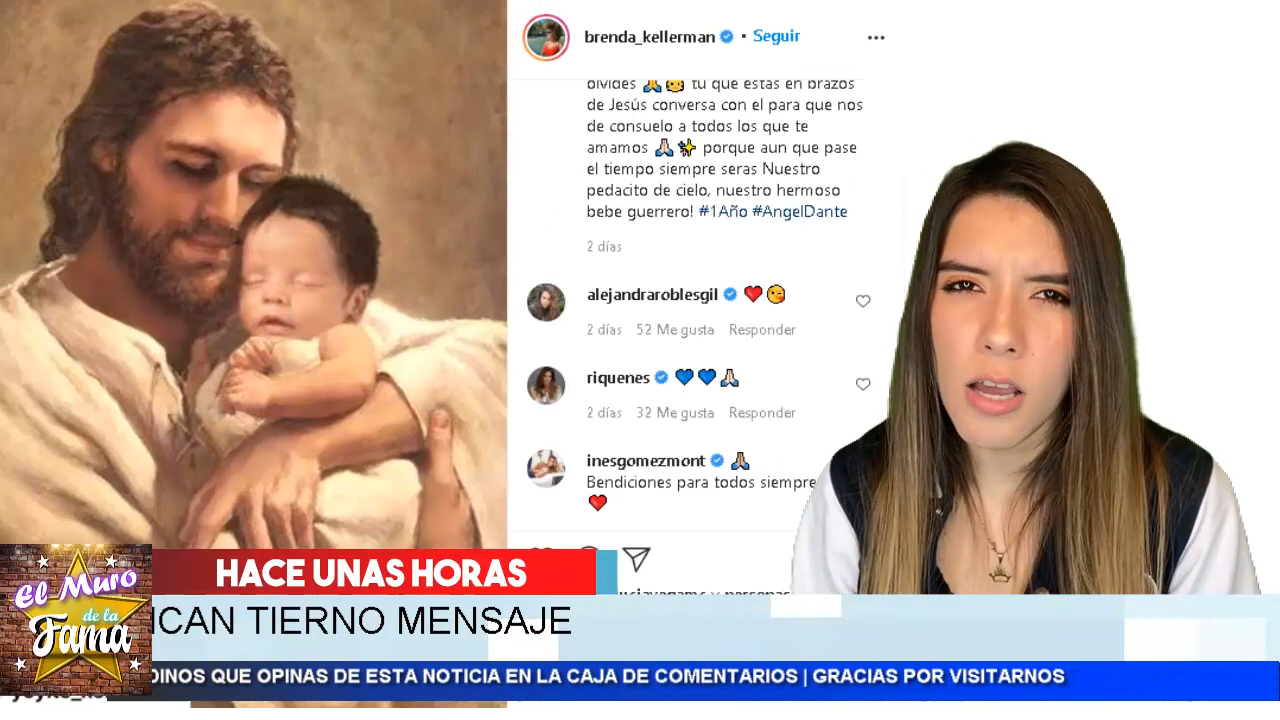 brenda_kellerman • Seguir
olvides 🙏 👼 tu que estas en brazos
de Jesús conversa con el para que nos
de consuelo a todos los que te
amamos 🙏🏻 ✨ porque aun que pase
el tiempo siempre seras Nuestro
pedacito de cielo, nuestro hermoso
bebe guerrero! #1Año #AngelDante
2 días
alejandraroblesgil ❤️😘
2 días 52 Me gusta Responder
riquenes 💙💙🙏🏻
2 días 32 Me gusta Responder
inesgomezmont 🙏🏼
Bendiciones para todos siempre
❤️
HACE UNAS HORAS
ICAN TIERNO MENSAJE
El Muro
de la
Fama
DINOS QUE OPINAS DE ESTA NOTICIA EN LA CAJA DE COMENTARIOS | GRACIAS POR VISITARNOS